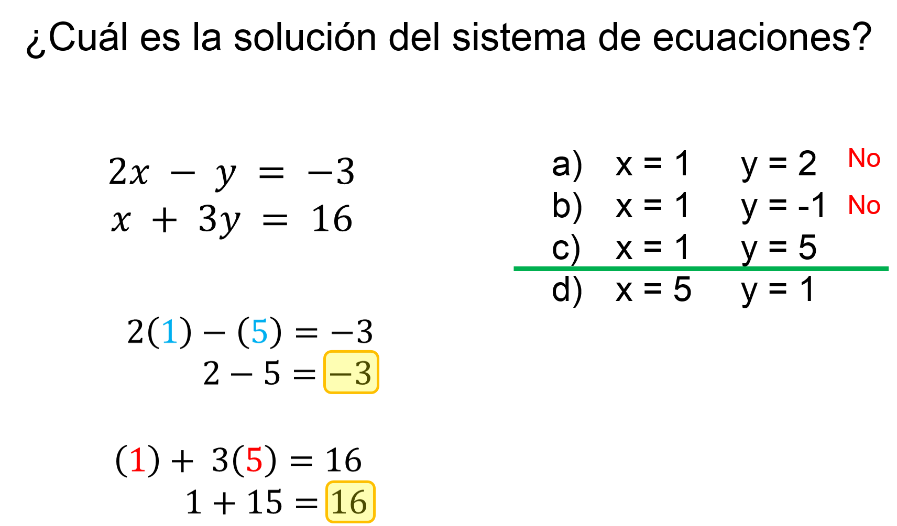 ¿Cuál es la solución del sistema de ecuaciones?
2x − y = −3
x + 3y = 16
2(1) − (5) = −3
2 − 5 = −3
(1) + 3(5) = 16
1 + 15 = 16
a) x = 1 y = 2 No
b) x = 1 y = -1 No
c) x = 1 y = 5
d) x = 5 y = 1